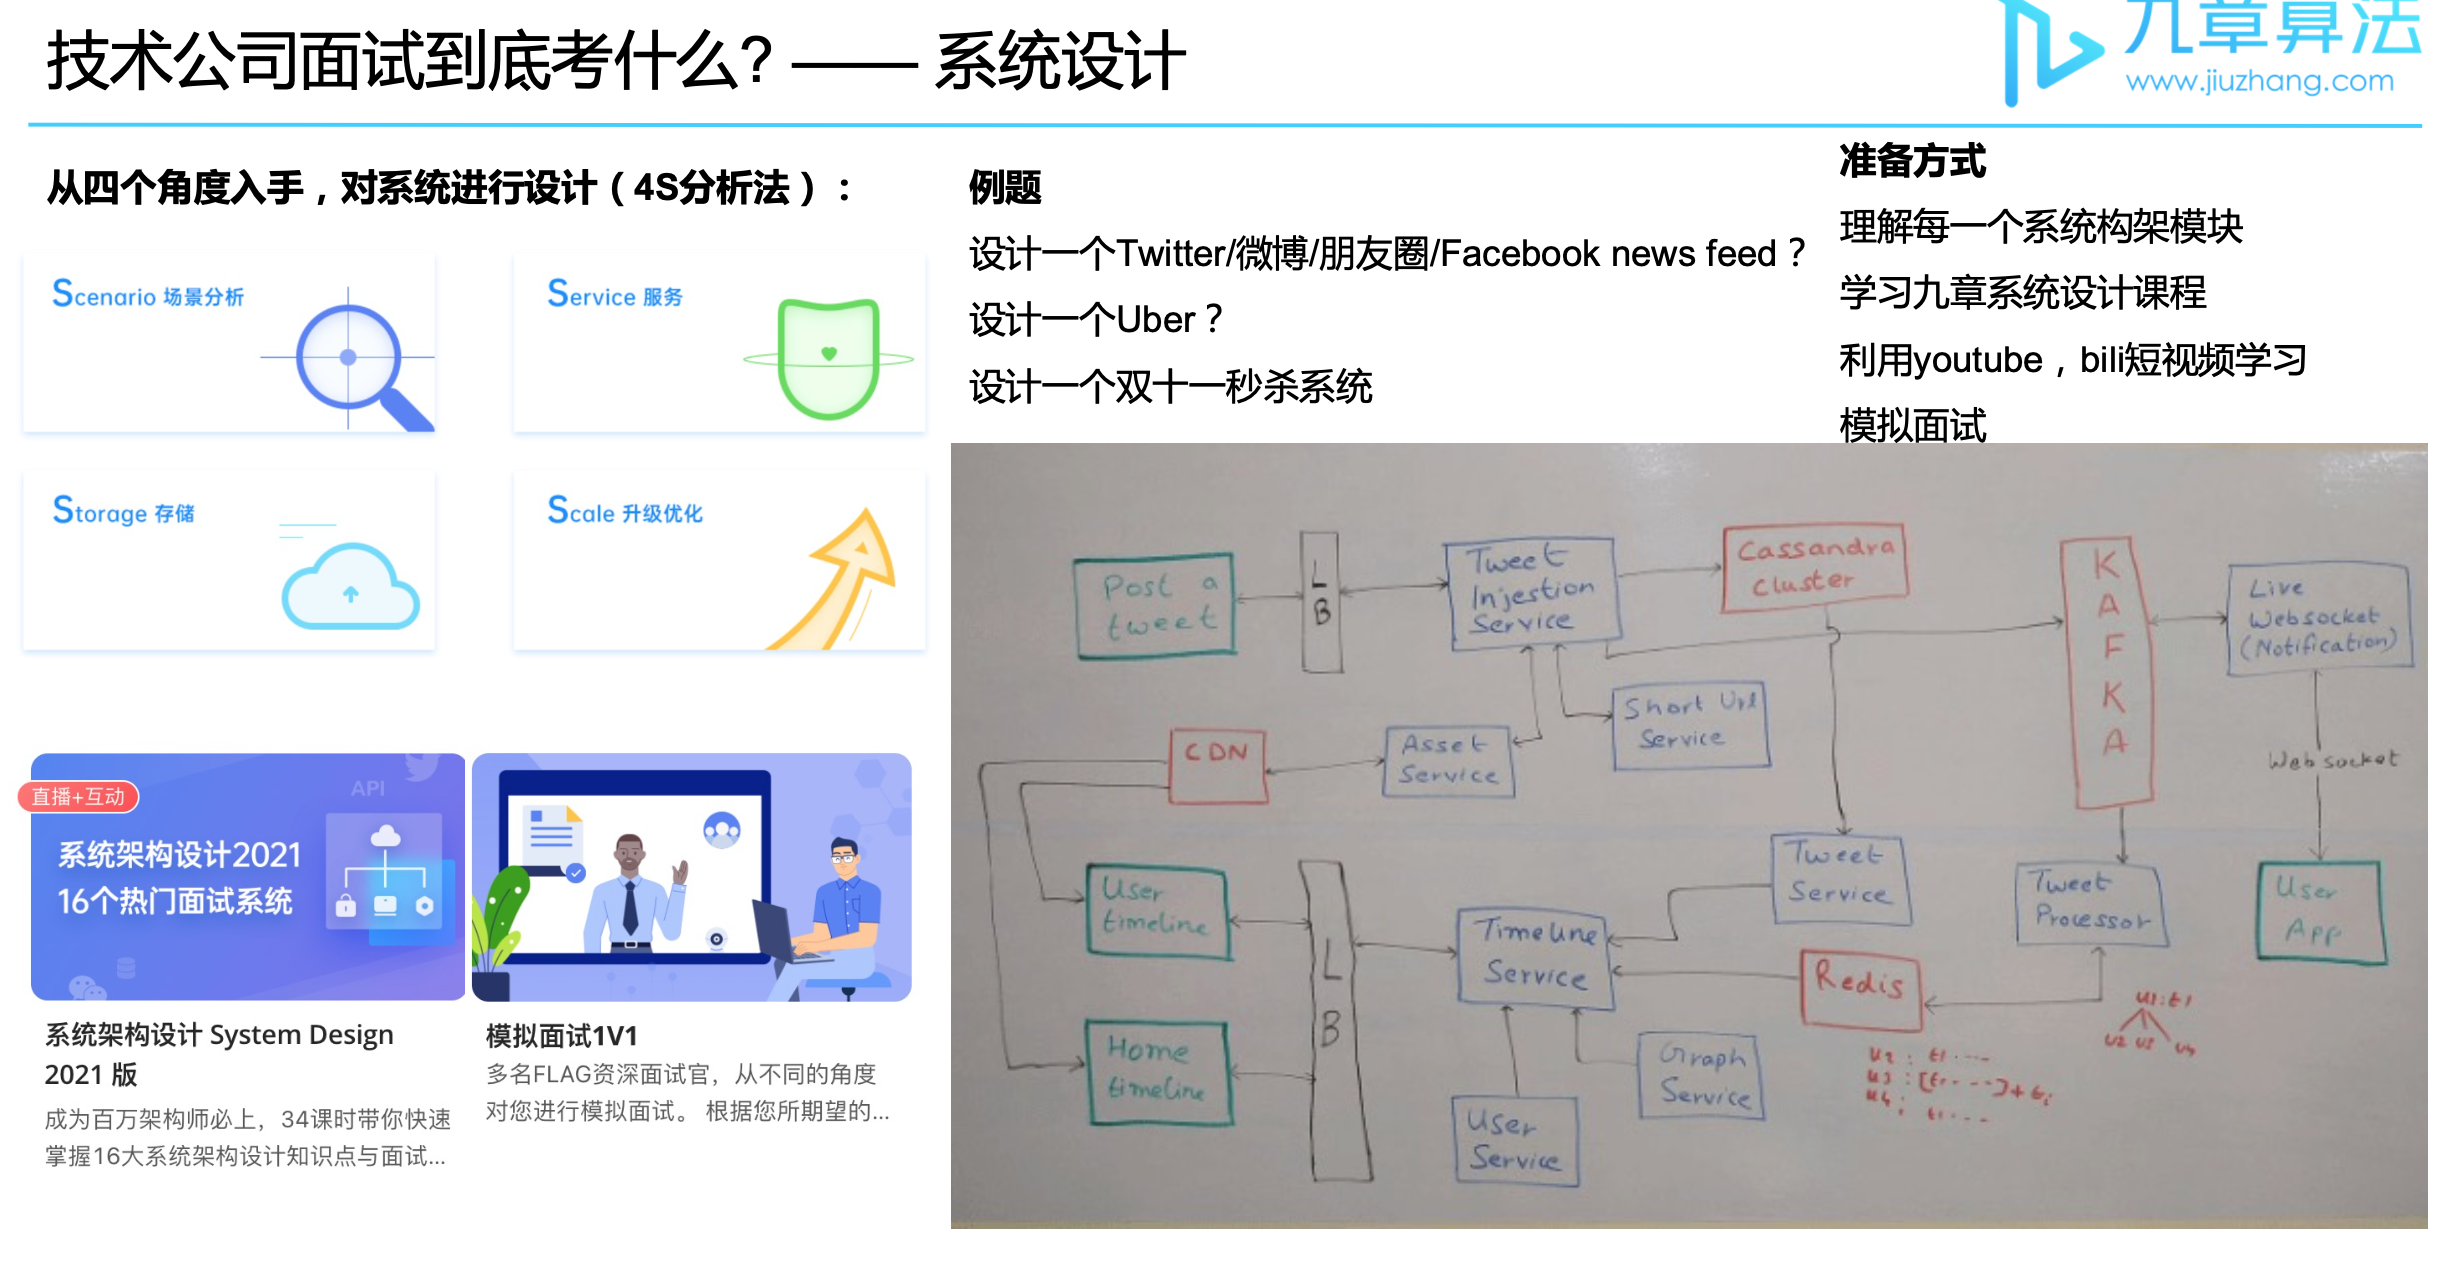 技术公司面试到底考什么? —— 系统设计
九章算法
www.jiuzhang.com
从四个角度入手，对系统进行设计（4S分析法）：
Scenario 场景分析
Service 服务
Storage 存储
Scale 升级优化
例题
设计一个Twitter/微博/朋友圈/Facebook news feed？
设计一个Uber？
设计一个双十一秒杀系统
准备方式
理解每一个系统构架模块
学习九章系统设计课程
利用youtube，bili短视频学习
模拟面试
直播+互动
API
系统架构设计2021
16个热门面试系统
系统架构设计 System Design
2021 版
成为百万架构师必上，34课时带你快速
掌握16大系统架构设计知识点与面试...
模拟面试1V1
多名FLAG资深面试官，从不同的角度
对您进行模拟面试。 根据您所期望的...
Post a
tweet
L
B
Tweet
Injestion
Service
Cassandra
Cluster
K
A
F
K
A
Live
Websocket
(Notification)
Short Url
Service
CDN
Asset
Service
Websocket
User
timeline
L
B
Timeline
Service
Tweet
Service
Tweet
Processor
User
App
Redis
Home
timeline
Graph
Service
User
Service
u1:t1
u2 u3 u4
u2 : t1 ----